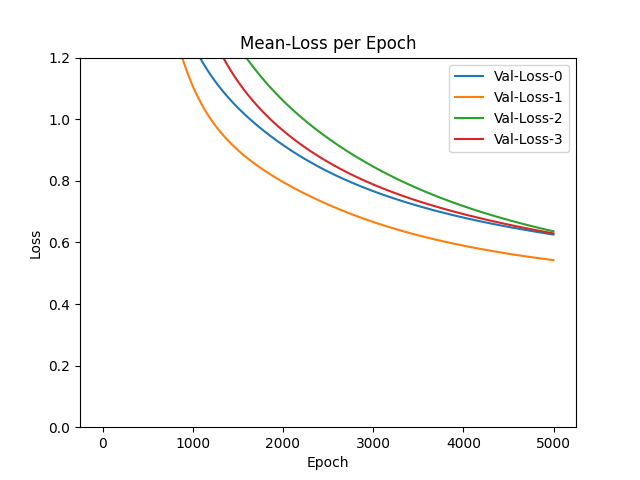 Mean-Loss per Epoch
1.2
1.0
0.8
0.6
0.4
0.2
0.0
Loss
Val-Loss-0
Val-Loss-1
Val-Loss-2
Val-Loss-3
0 1000 2000 3000 4000 5000
Epoch